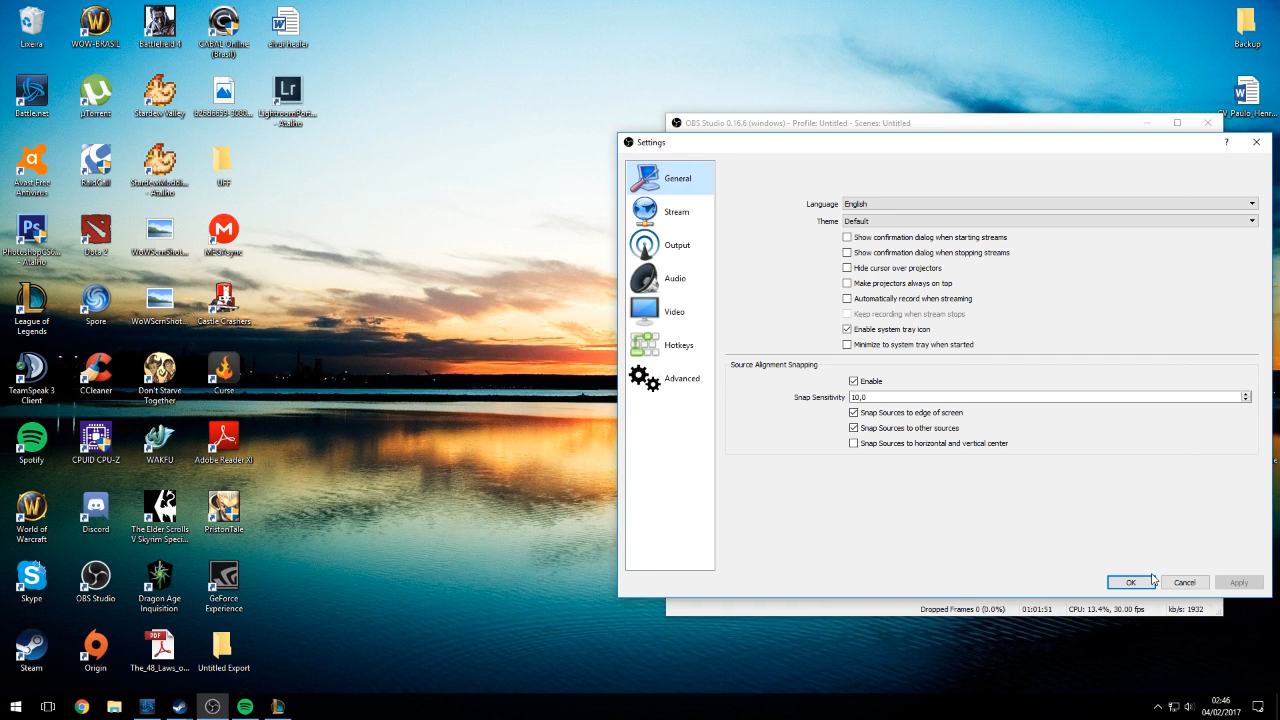 Lixeira
WOW-BRASIL
Battlefield 4
CABAL Online
(Brasil)
elvui healer
Backup
Battle.net
µTorrent
Stardew Valley
LightroomPort...
- Atalho
CV_Paulo_Henr...
Avast Free
Antivirus
RaidCall
StardewModdi...
- Atalho
UFF
PhotoshopCS6...
- Atalho
Dota 2
WoWScrnShot...
MEGAsync
League of
Legends
Spore
WoWScrnShot...
Castle Crashers
TeamSpeak 3
Client
CCleaner
Don't Starve
Together
Curse
Spotify
CPUID CPU-Z
WAKFU
Adobe Reader XI
World of
Warcraft
Discord
The Elder Scrolls
V Skyrim Speci...
PristonTale
Skype
OBS Studio
Dragon Age
Inquisition
GeForce
Experience
Steam
Origin
The_48_Laws_o...
Untitled Export
OBS Studio 0.16.6 (windows) - Profile: Untitled - Scenes: Untitled
Settings
General
Stream
Output
Audio
Video
Hotkeys
Advanced
Language English
Theme Default
Show confirmation dialog when starting streams
Show confirmation dialog when stopping streams
Hide cursor over projectors
Make projectors always on top
Automatically record when streaming
Keep recording when stream stops
Enable system tray icon
Minimize to system tray when started
Source Alignment Snapping
Enable
Snap Sensitivity 10,0
Snap Sources to edge of screen
Snap Sources to other sources
Snap Sources to horizontal and vertical center
OK Cancel Apply
Dropped Frames 0 (0.0%) 01:01:51 CPU: 13.4%, 30.00 fps kb/s: 1932
02:46
04/02/2017